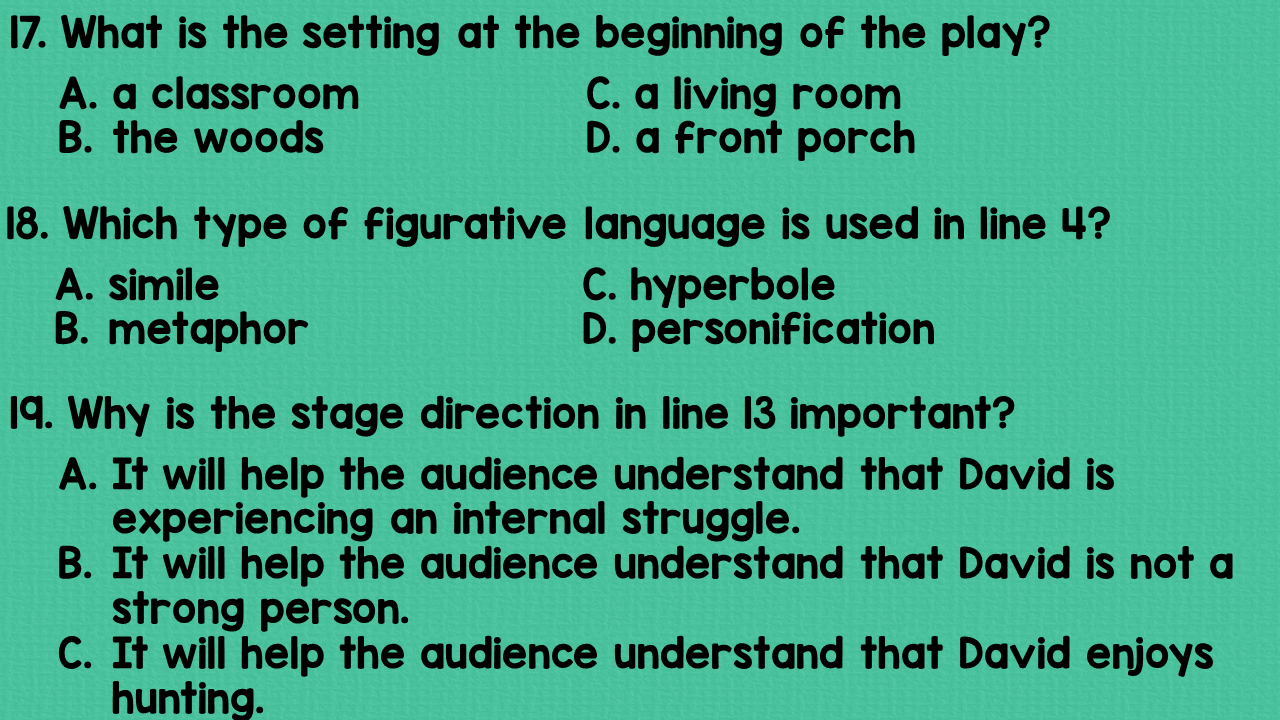 17. What is the setting at the beginning of the play?
A. a classroom
C. a living room
B. the woods
D. a front porch
18. Which type of figurative language is used in line 4?
A. simile
C. hyperbole
B. metaphor
D. personification
19. Why is the stage direction in line 13 important?
A. It will help the audience understand that David is
experiencing an internal struggle.
B. It will help the audience understand that David is not a
strong person.
C. It will help the audience understand that David enjoys
hunting.